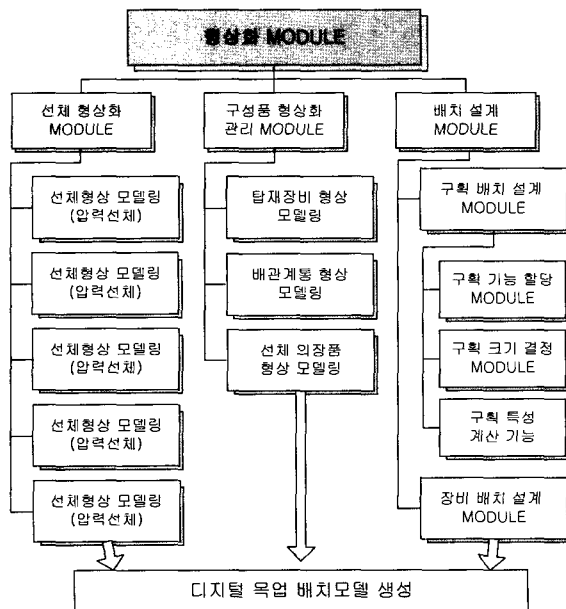 형상화 MODULE
선체 형상화
MODULE
구성품 형상화
관리 MODULE
배치 설계
MODULE
선체형상 모델링
(압력선체)
선체형상 모델링
(압력선체)
선체형상 모델링
(압력선체)
선체형상 모델링
(압력선체)
선체형상 모델링
(압력선체)
탑재장비 형상
모델링
배관계통 형상
모델링
선체 의장품
형상 모델링
구획 배치 설계
MODULE
구획 기능 할당
MODULE
구획 크기 결정
MODULE
구획 특성
계산 기능
장비 배치 설계
MODULE
디지털 목업 배치모델 생성